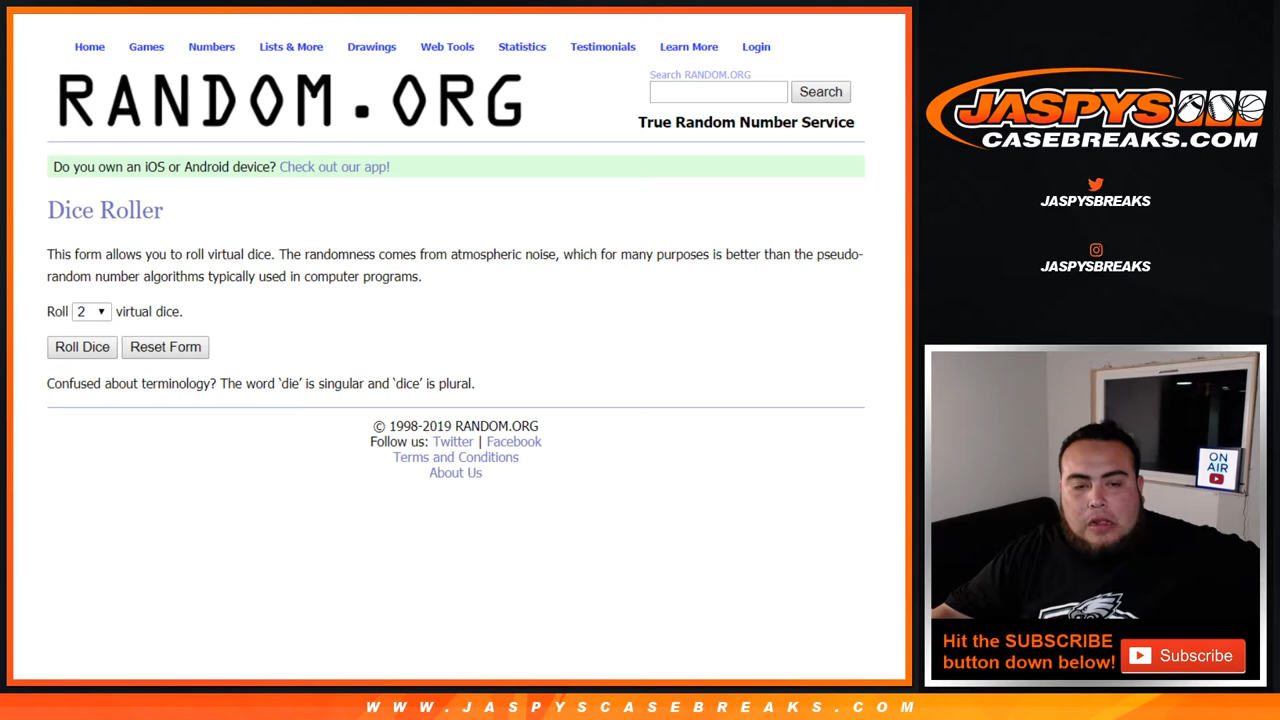 Home Games Numbers Lists & More Drawings Web Tools Statistics Testimonials Learn More Login
RANDOM.ORG
Search RANDOM.ORG
Search
True Random Number Service
Do you own an iOS or Android device? Check out our app!
Dice Roller
This form allows you to roll virtual dice. The randomness comes from atmospheric noise, which for many purposes is better than the pseudo-
random number algorithms typically used in computer programs.
Roll 2 virtual dice.
Roll Dice Reset Form
Confused about terminology? The word ‘die’ is singular and ‘dice’ is plural.
© 1998-2019 RANDOM.ORG
Follow us: Twitter | Facebook
Terms and Conditions
About Us
JASPYS
CASEBREAKS.COM
JASPYSBREAKS
JASPYSBREAKS
ON
AIR
Hit the SUBSCRIBE
button down below!
Subscribe
WWW.JASPYSCASEBREAKS.COM